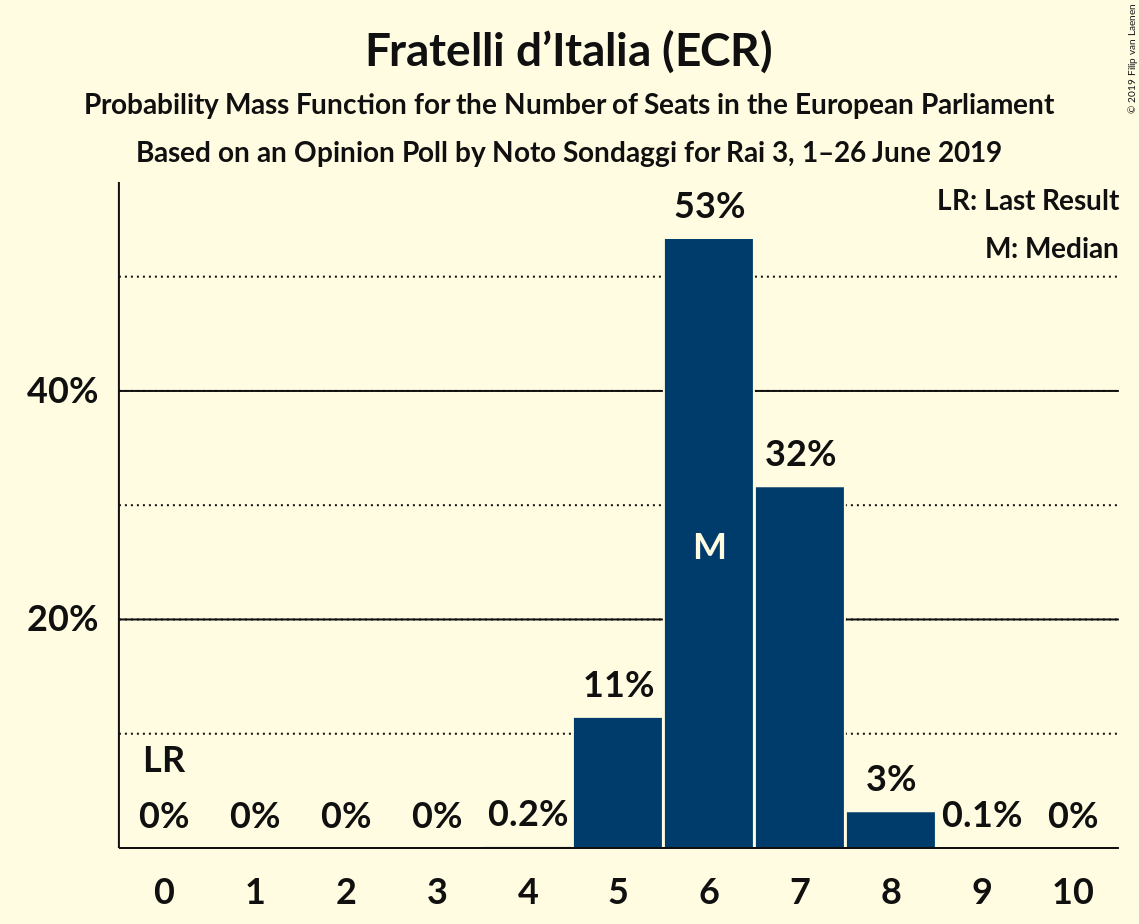 Fratelli d’Italia (ECR)
Probability Mass Function for the Number of Seats in the European Parliament
Based on an Opinion Poll by Noto Sondaggi for Rai 3, 1–26 June 2019
© 2019 Filip van Laenen
LR: Last Result
M: Median
53%
40%
32%
M
20%
11%
LR
3%
0% 0% 0% 0% 0.2% 0.1% 0%
0 1 2 3 4 5 6 7 8 9 10